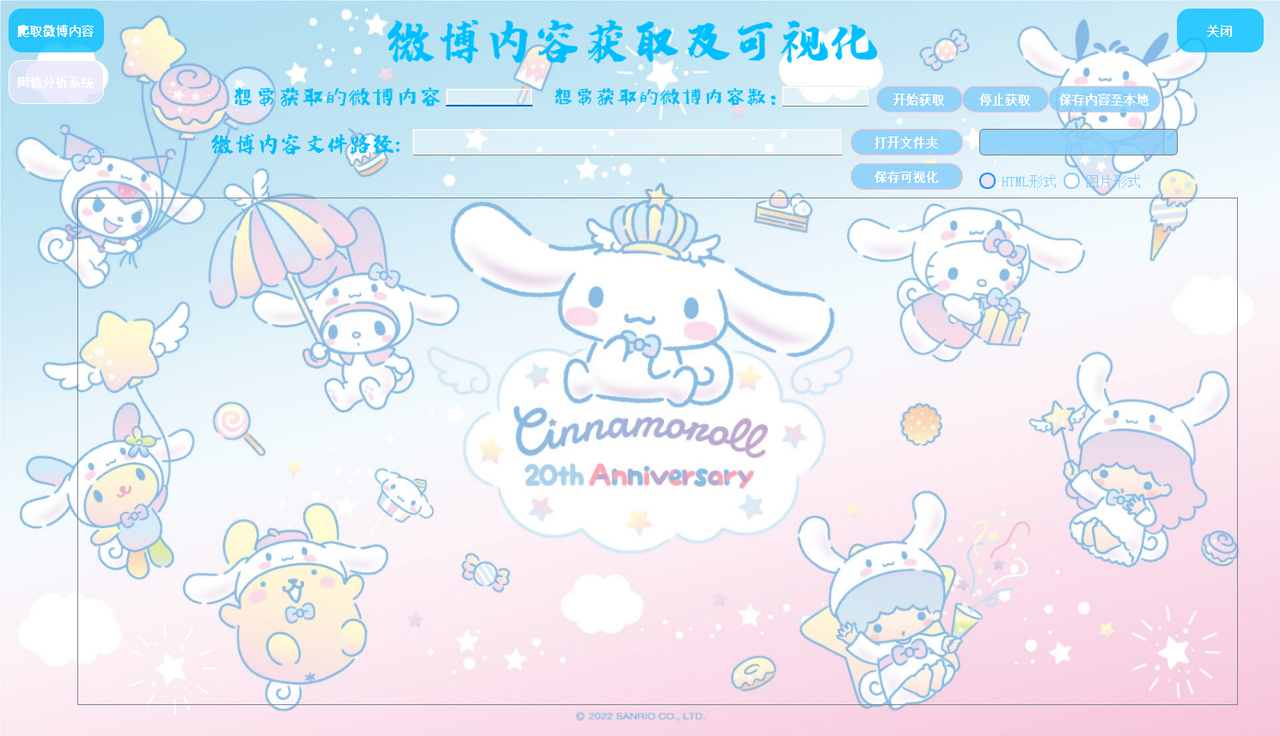 爬取微博内容
微博内容获取及可视化
关闭
舆情分析系统
想要获取的微博内容
想要获取的微博内容数:
开始获取
停止获取
保存内容至本地
微博内容文件路径:
打开文件夹
保存可视化
HTML形式
图片形式
Cinnamoroll
20th Anniversary
© 2022 SANRIO CO., LTD.